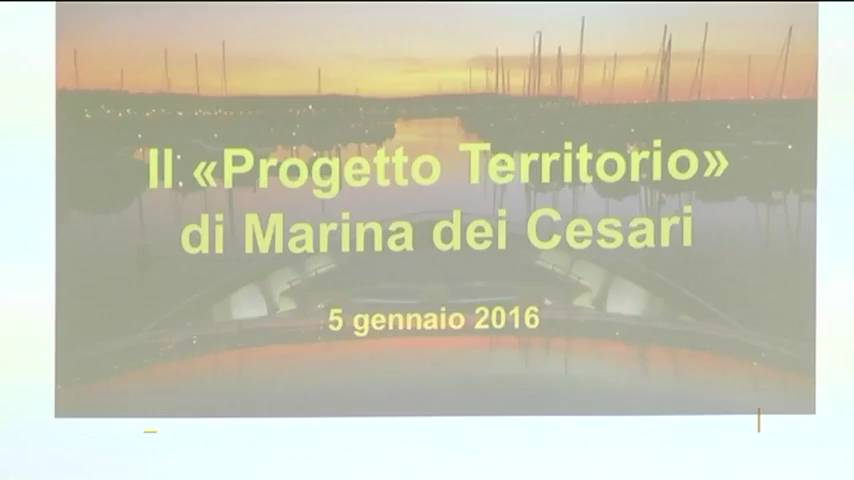 Il «Progetto Territorio»
di Marina dei Cesari
5 gennaio 2016